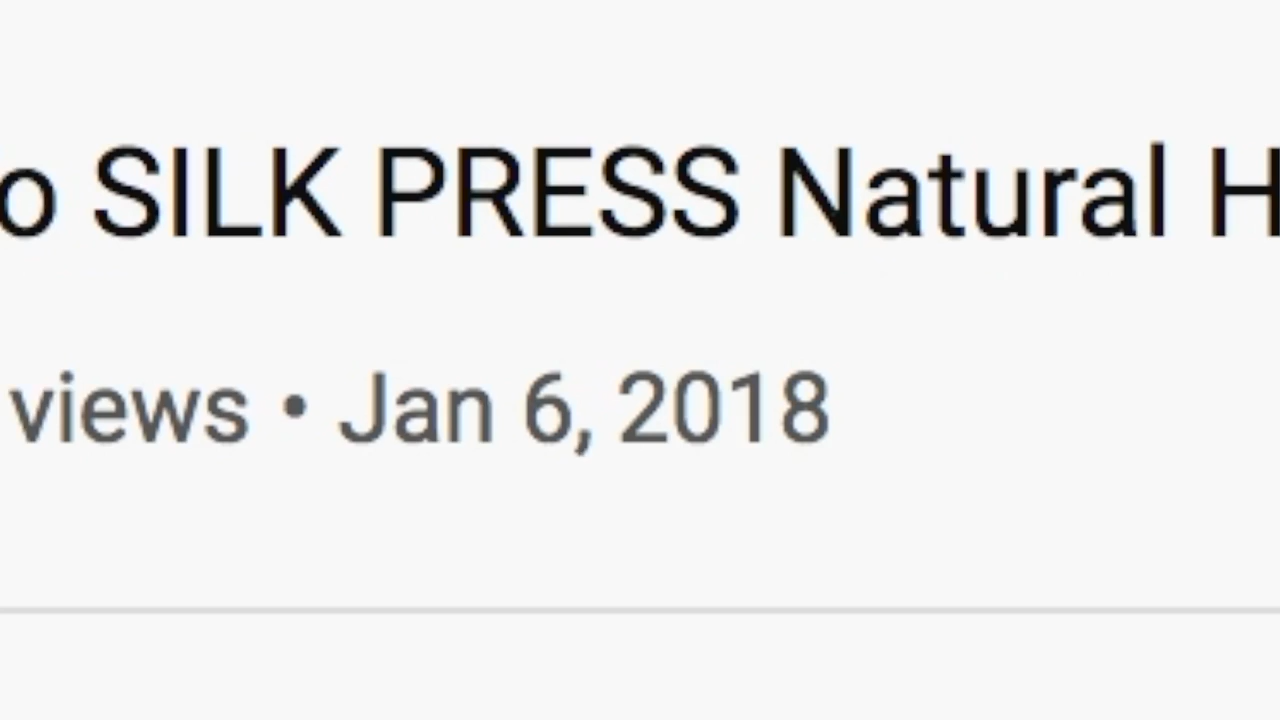 o SILK PRESS Natural H
views • Jan 6, 2018